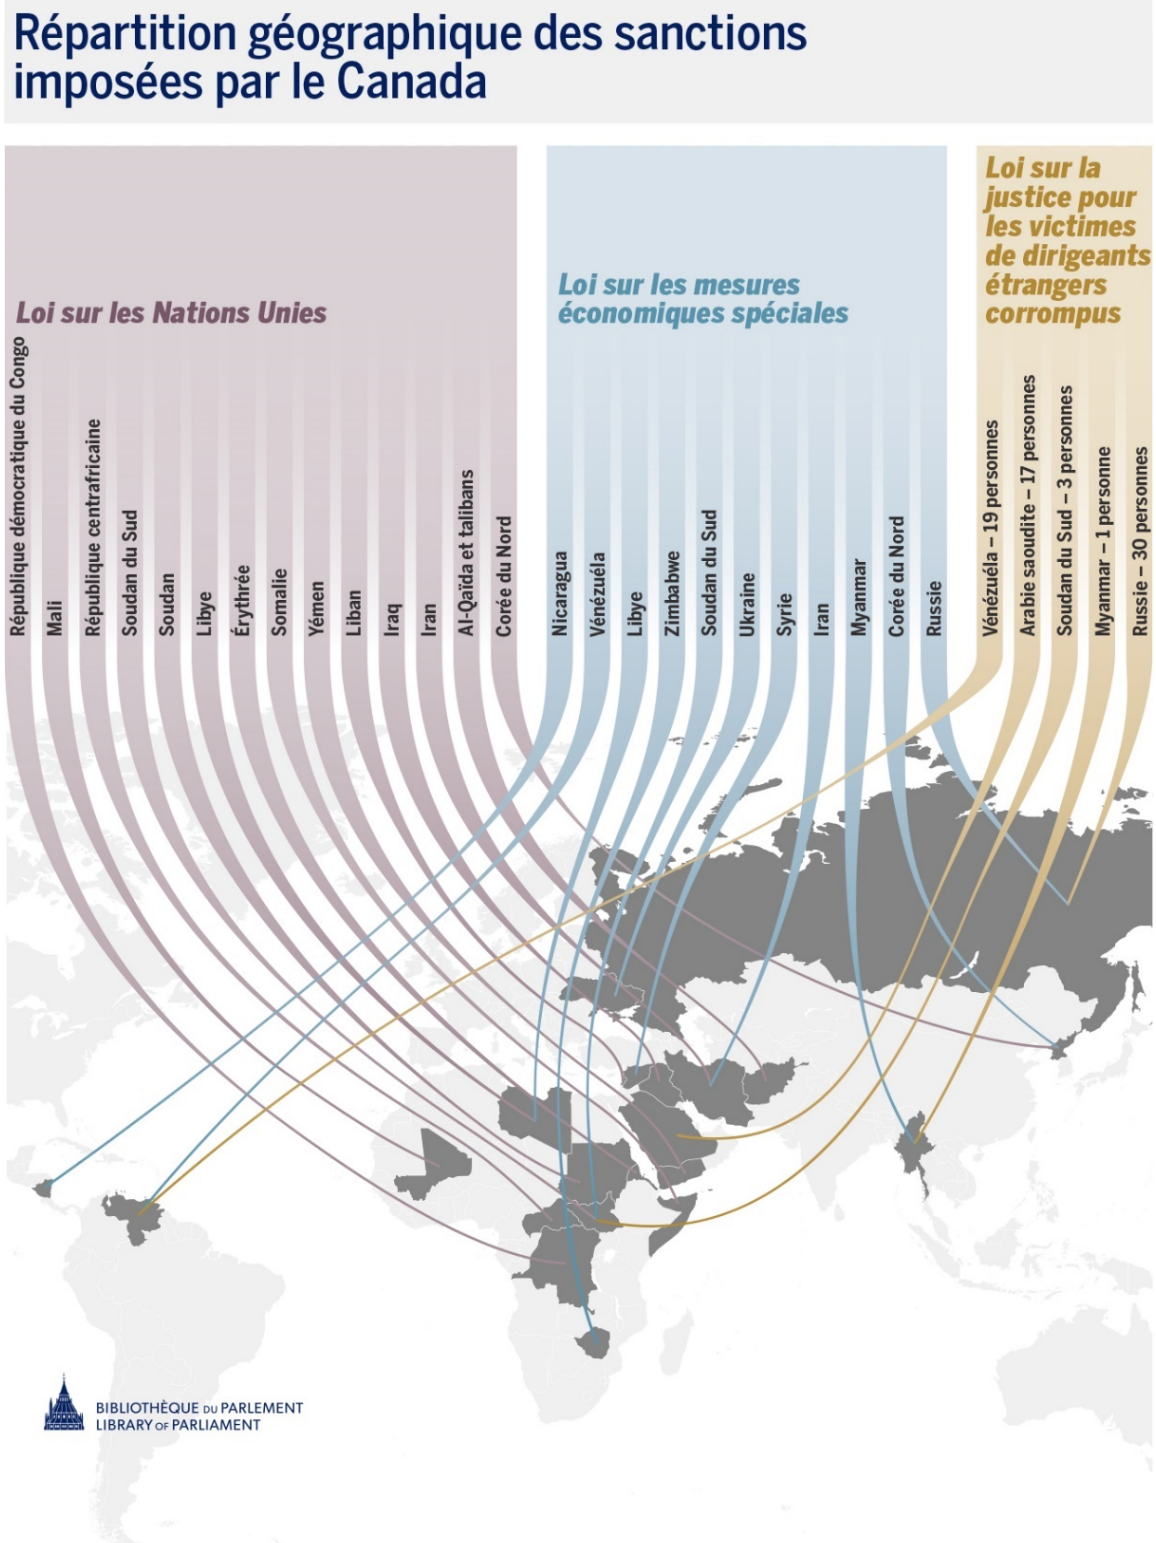 Répartition géographique des sanctions
imposées par le Canada
Loi sur les Nations Unies
République démocratique du Congo
Mali
République centrafricaine
Soudan du Sud
Soudan
Libye
Érythrée
Somalie
Yémen
Liban
Iraq
Iran
Al-Qaïda et talibans
Corée du Nord
Loi sur les mesures
économiques spéciales
Nicaragua
Vénézuéla
Libye
Zimbabwe
Soudan du Sud
Ukraine
Syrie
Iran
Myanmar
Corée du Nord
Russie
Loi sur la
justice pour
les victimes
de dirigeants
étrangers
corrompus
Vénézuéla – 19 personnes
Arabie saoudite – 17 personnes
Soudan du Sud – 3 personnes
Myanmar – 1 personne
Russie – 30 personnes
BIBLIOTHÈQUE DU PARLEMENT
LIBRARY OF PARLIAMENT